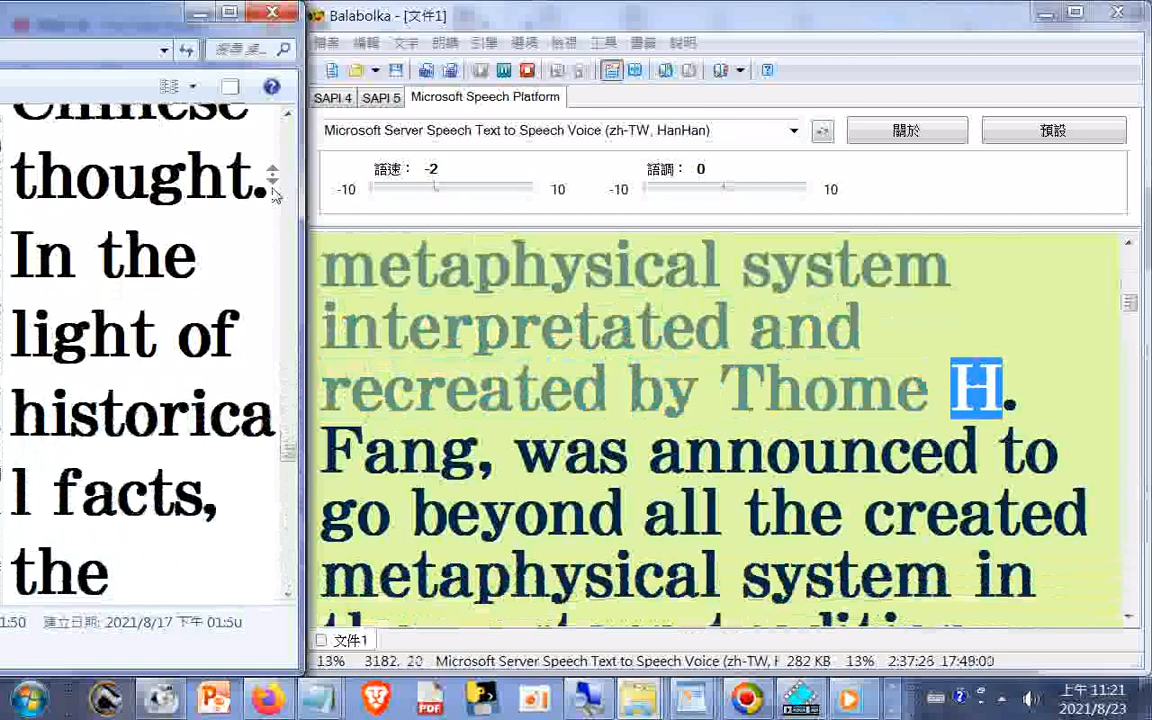 Chinese
thought.
In the
light of
historica
l facts,
the
1:50 建立日期: 2021/8/17 下午 01:50
Balabolka - [文件1]
檔案 編輯 文字 朗讀 引擎 選項 檢視 工具 書籤 說明
SAPI 4 SAPI 5 Microsoft Speech Platform
Microsoft Server Speech Text to Speech Voice (zh-TW, HanHan)
關於 預設
語速： -2 語調： 0
-10 10 -10 10
metaphysical system
interpretated and
recreated by Thome H.
Fang, was announced to
go beyond all the created
metaphysical system in
文件1
13% 3182, 20 Microsoft Server Speech Text to Speech Voice (zh-TW, H 282 KB 13% 2:37:26 17:49:00
PDF
上午 11:21
2021/8/23